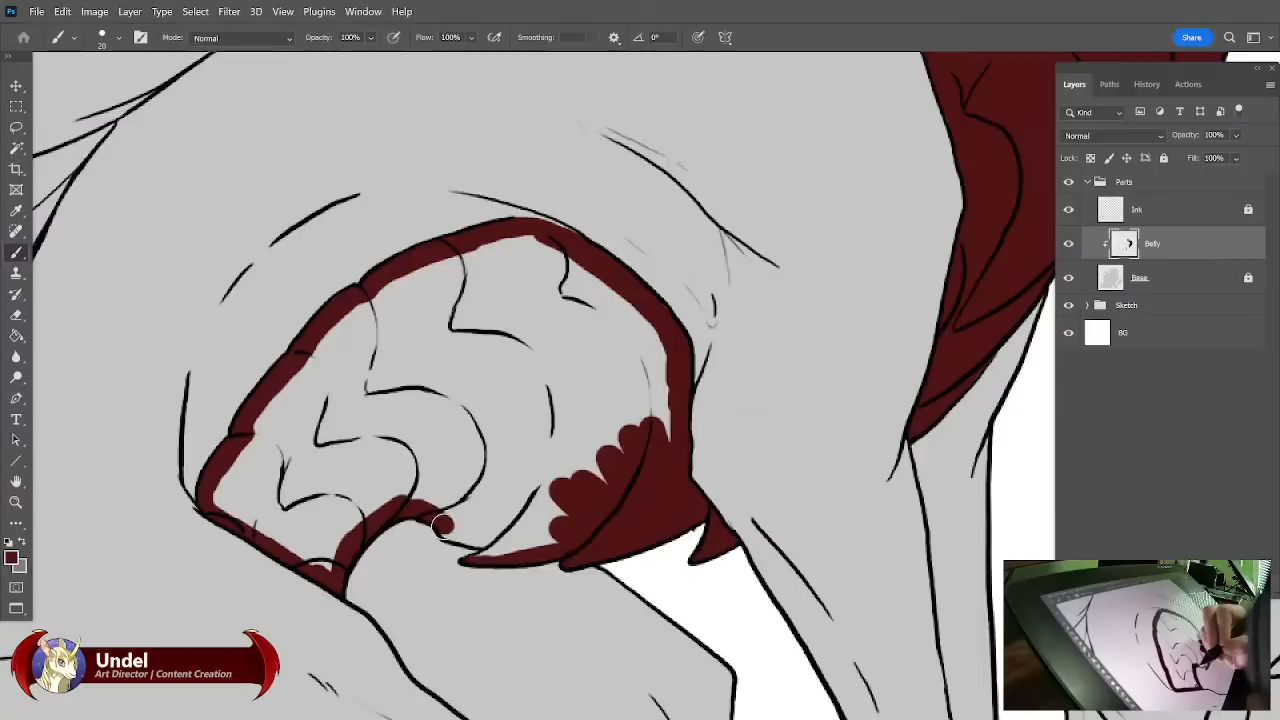 Ps File Edit Image Layer Type Select Filter 3D View Plugins Window Help
20 Mode: Normal Opacity: 100% Flow: 100% Smoothing: 0° Share
Layers Paths History Actions
Kind
Normal Opacity: 100%
Lock: Fill: 100%
Parts
Ink
Belly
Base
Sketch
BG
Undel
Art Director | Content Creation